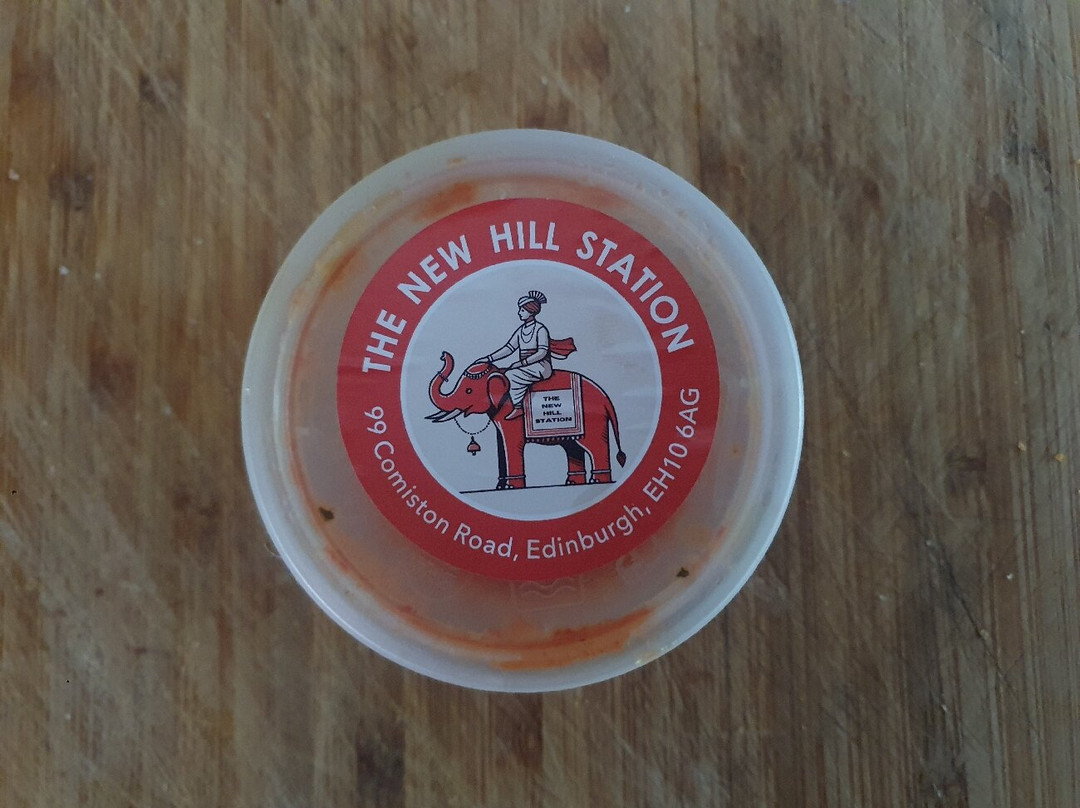 THE NEW HILL STATION
THE
NEW
HILL
STATION
99 Comiston Road, Edinburgh, EH10 6AG